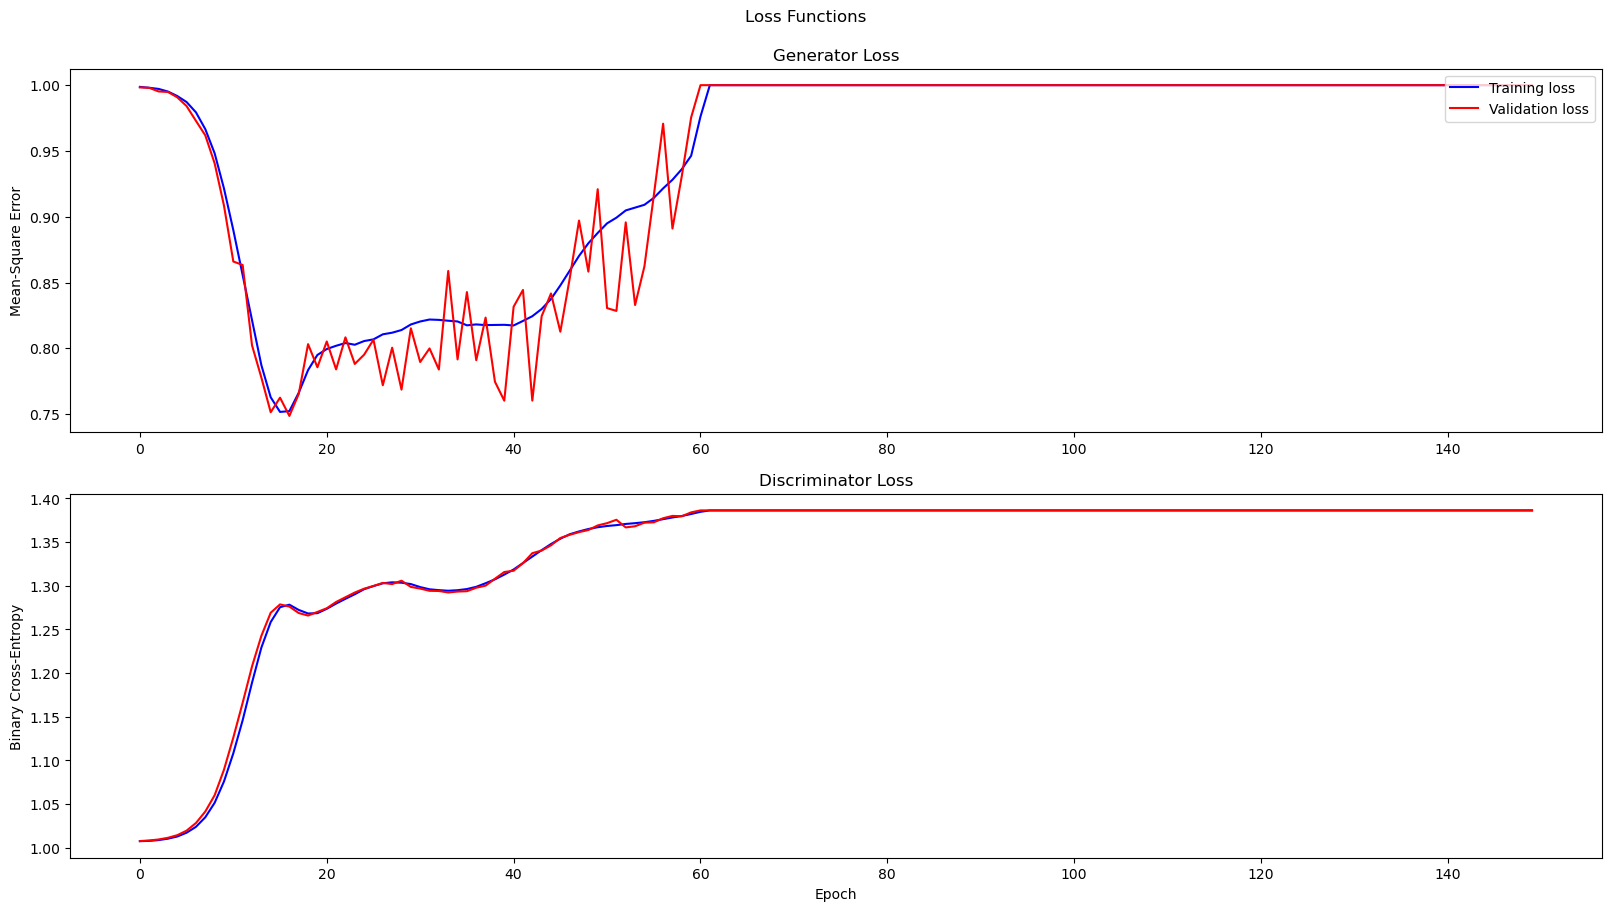 Loss Functions
Generator Loss
Mean-Square Error
1.00
0.95
0.90
0.85
0.80
0.75
Training loss
Validation loss
0 20 40 60 80 100 120 140
Discriminator Loss
Binary Cross-Entropy
1.40
1.35
1.30
1.25
1.20
1.15
1.10
1.05
1.00
0 20 40 60 80 100 120 140
Epoch